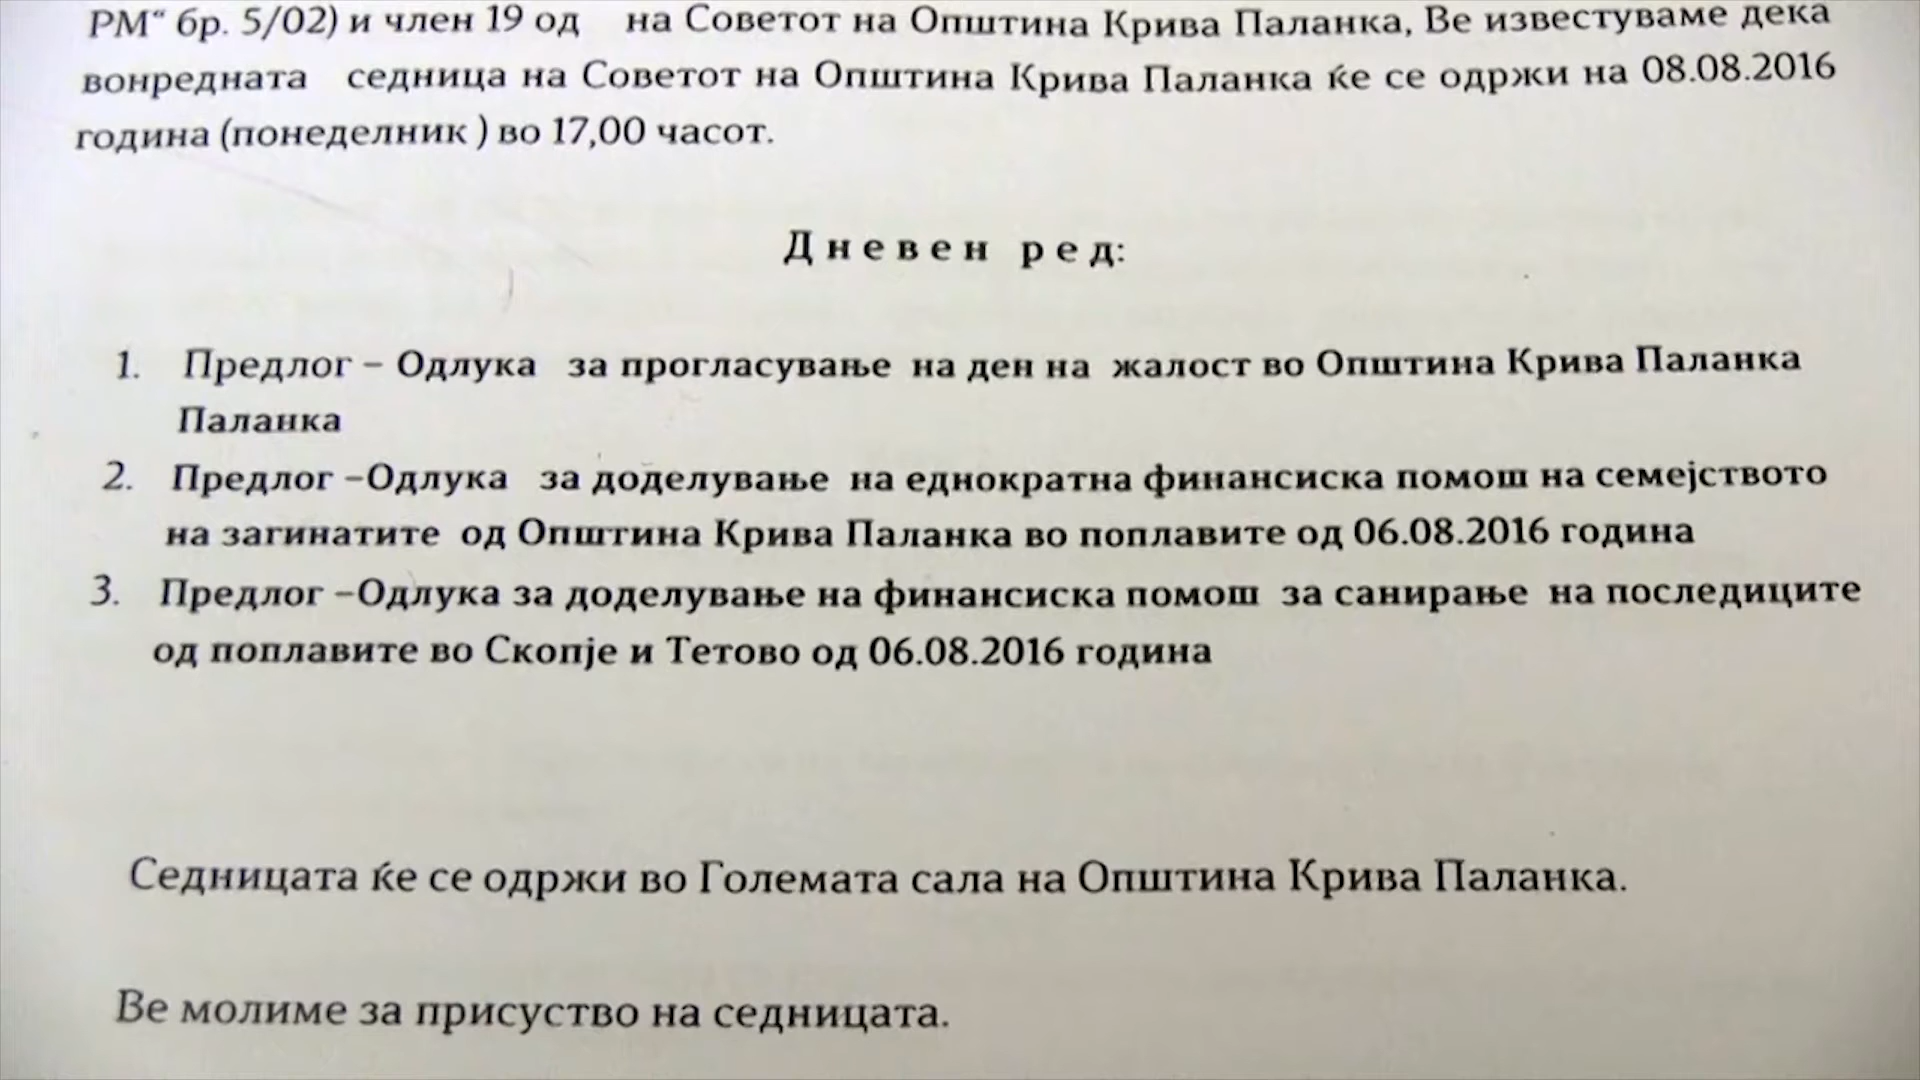 РМ“ бр. 5/02) и член 19 од на Советот на Општина Крива Паланка, Ве известуваме дека
вонредната седница на Советот на Општина Крива Паланка ќе се одржи на 08.08.2016
година (понеделник ) во 17,00 часот.
Д н е в е н р е д:
1. Предлог – Одлука за прогласување на ден на жалост во Општина Крива Паланка
Паланка
2. Предлог –Одлука за доделување на еднократна финансиска помош на семејството
на загинатите од Општина Крива Паланка во поплавите од 06.08.2016 година
3. Предлог –Одлука за доделување на финансиска помош за санирање на последиците
од поплавите во Скопје и Тетово од 06.08.2016 година
Седницата ќе се одржи во Големата сала на Општина Крива Паланка.
Ве молиме за присуство на седницата.